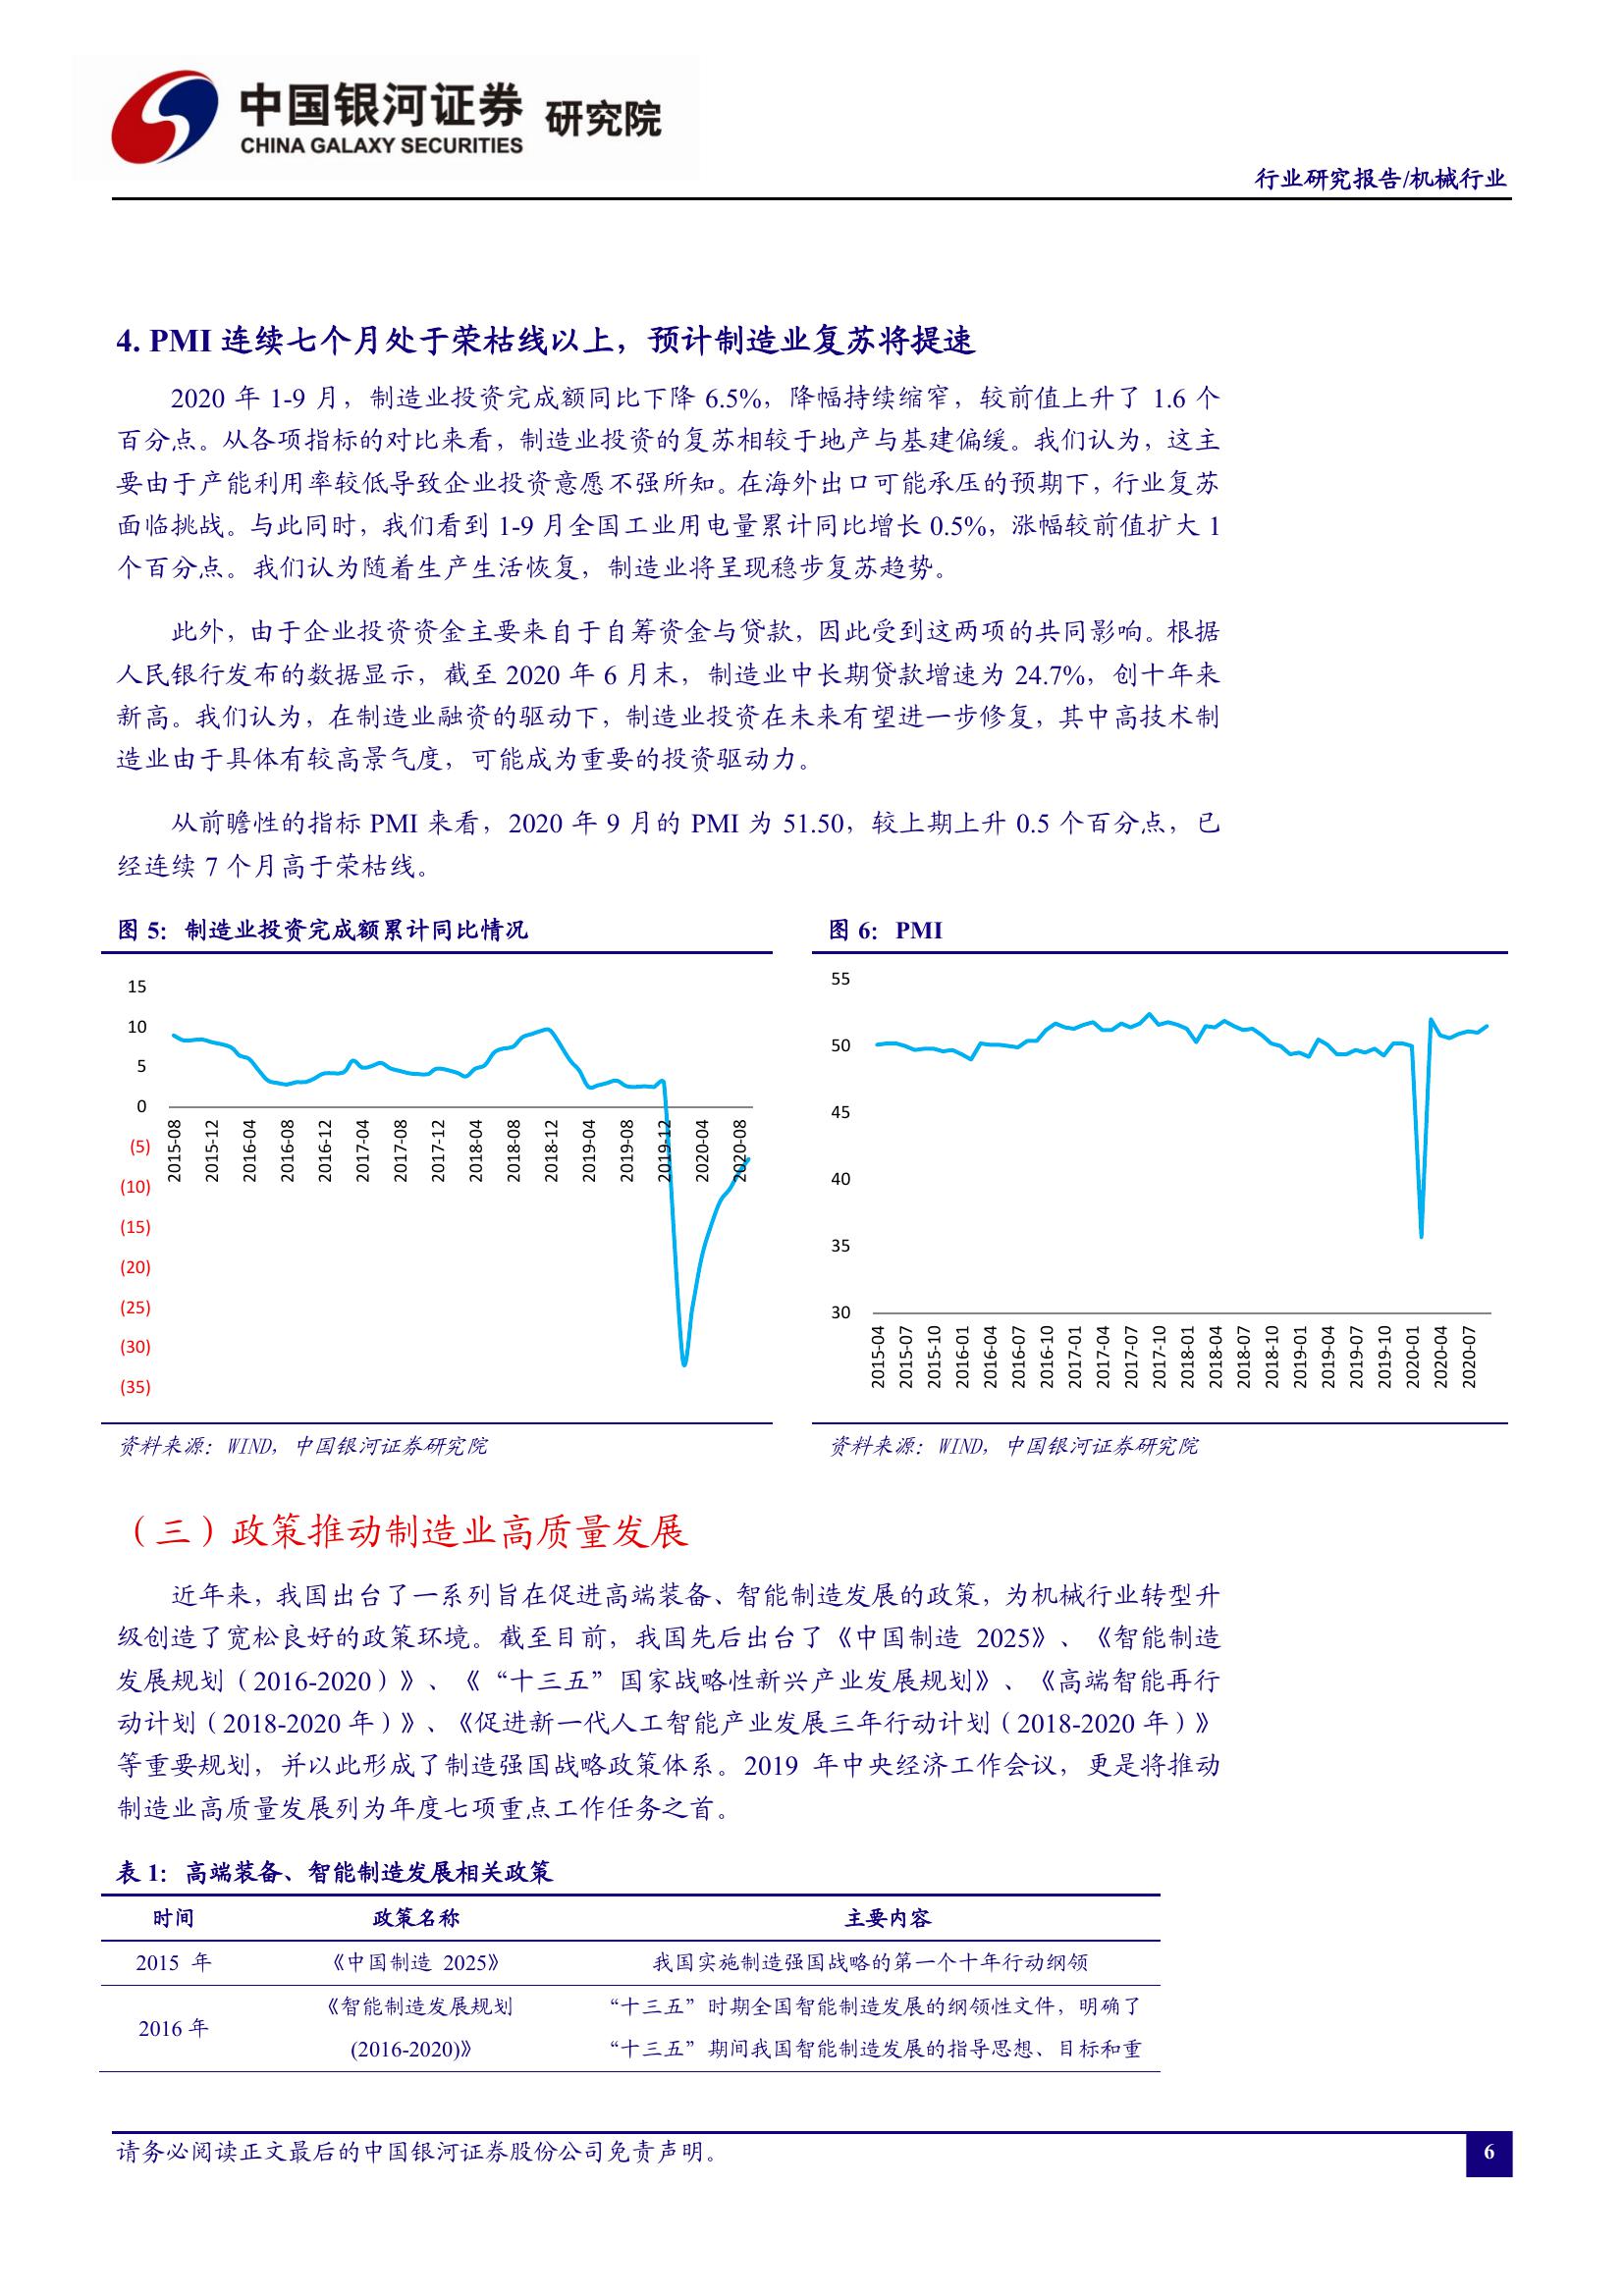 中国银河证券 研究院
CHINA GALAXY SECURITIES
行业研究报告/机械行业
4. PMI 连续七个月处于荣枯线以上，预计制造业复苏将提速
2020 年 1-9 月，制造业投资完成额同比下降 6.5%，降幅持续缩窄，较前值上升了 1.6 个
百分点。从各项指标的对比来看，制造业投资的复苏相较于地产与基建偏缓。我们认为，这主
要由于产能利用率较低导致企业投资意愿不强所知。在海外出口可能承压的预期下，行业复苏
面临挑战。与此同时，我们看到 1-9 月全国工业用电量累计同比增长 0.5%，涨幅较前值扩大 1
个百分点。我们认为随着生产生活恢复，制造业将呈现稳步复苏趋势。
此外，由于企业投资资金主要来自于自筹资金与贷款，因此受到这两项的共同影响。根据
人民银行发布的数据显示，截至 2020 年 6 月末，制造业中长期贷款增速为 24.7%，创十年来
新高。我们认为，在制造业融资的驱动下，制造业投资在未来有望进一步修复，其中高技术制
造业由于具体有较高景气度，可能成为重要的投资驱动力。
从前瞻性的指标 PMI 来看，2020 年 9 月的 PMI 为 51.50，较上期上升 0.5 个百分点，已
经连续 7 个月高于荣枯线。
图 5：制造业投资完成额累计同比情况
15
10
5
0
(5)
(10)
(15)
(20)
(25)
(30)
(35)
2015-08
2015-12
2016-04
2016-08
2016-12
2017-04
2017-08
2017-12
2018-04
2018-08
2018-12
2019-04
2019-08
2019-12
2020-04
2020-08
资料来源：WIND，中国银河证券研究院
图 6：PMI
55
50
45
40
35
30
2015-04
2015-07
2015-10
2016-01
2016-04
2016-07
2016-10
2017-01
2017-04
2017-07
2017-10
2018-01
2018-04
2018-07
2018-10
2019-01
2019-04
2019-07
2019-10
2020-01
2020-04
2020-07
资料来源：WIND，中国银河证券研究院
（三）政策推动制造业高质量发展
近年来，我国出台了一系列旨在促进高端装备、智能制造发展的政策，为机械行业转型升
级创造了宽松良好的政策环境。截至目前，我国先后出台了《中国制造 2025》、《智能制造
发展规划（2016-2020）》、《“十三五”国家战略性新兴产业发展规划》、《高端智能再行
动计划（2018-2020 年）》、《促进新一代人工智能产业发展三年行动计划（2018-2020 年）》
等重要规划，并以此形成了制造强国战略政策体系。2019 年中央经济工作会议，更是将推动
制造业高质量发展列为年度七项重点工作任务之首。
表 1：高端装备、智能制造发展相关政策
时间 政策名称 主要内容
2015 年 《中国制造 2025》 我国实施制造强国战略的第一个十年行动纲领
2016 年 《智能制造发展规划 “十三五”时期全国智能制造发展的纲领性文件，明确了
(2016-2020)》 “十三五”期间我国智能制造发展的指导思想、目标和重
请务必阅读正文最后的中国银河证券股份公司免责声明。
6